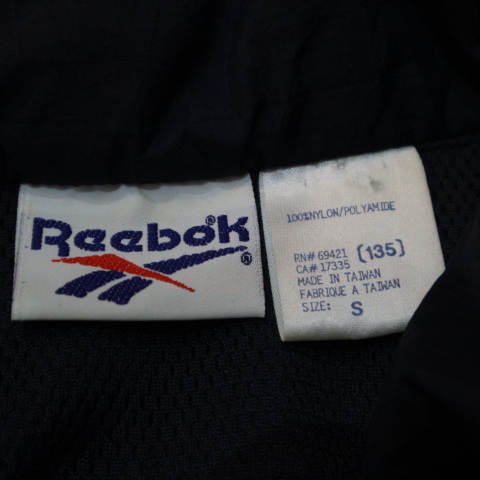 Reebok®
100%NYLON/POLYAMIDE
RN# 69421 (135)
CA# 17335
MADE IN TAIWAN
FABRIQUE A TAIWAN
SIZE: S